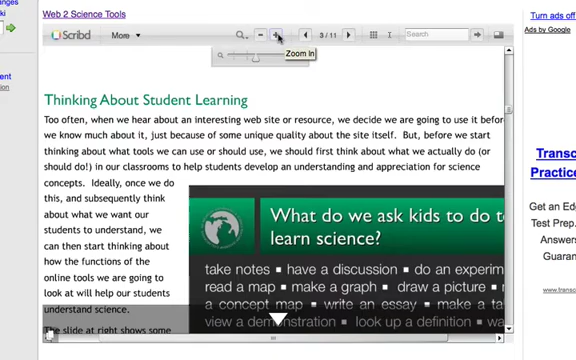 anges
ki
Web 2 Science Tools
Turn ads off
Ads by Google
Scribd
More
3 / 11
Search
Zoom In
ent
Thinking About Student Learning
Too often, when we hear about an interesting web site or resource, we decide we are going to use it before
we know much about it, just because of some unique quality about the site itself. But, before we start
thinking about what tools we can use or should use, we should first think about what we actually do (or
should do!) in our classrooms to help students develop an understanding and appreciation for science
concepts. Ideally, once we do
this, and subsequently think
about what we want our
students to understand, we
can then start thinking about
how the functions of the
online tools we are going to
look at will help our students
understand science.
The slide at right shows some
What do we ask kids to do t
learn science?
take notes ▪ have a discussion ▪ do an experim
read a map ▪ make a graph ▪ draw a picture ▪
a concept map ▪ write an essay ▪ make a ta
view a demonstration ▪ look up a definition ▪ wa
Transc
Practice
Get an Ed
Test Prep.
Answers
Guaran
www.transc